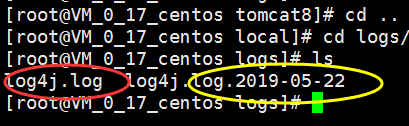 [root@VM_0_17_centos tomcat8]# cd ..
[root@VM_0_17_centos local]# cd logs/
[root@VM_0_17_centos logs]# ls
log4j.log  log4j.log.2019-05-22
[root@VM_0_17_centos logs]#